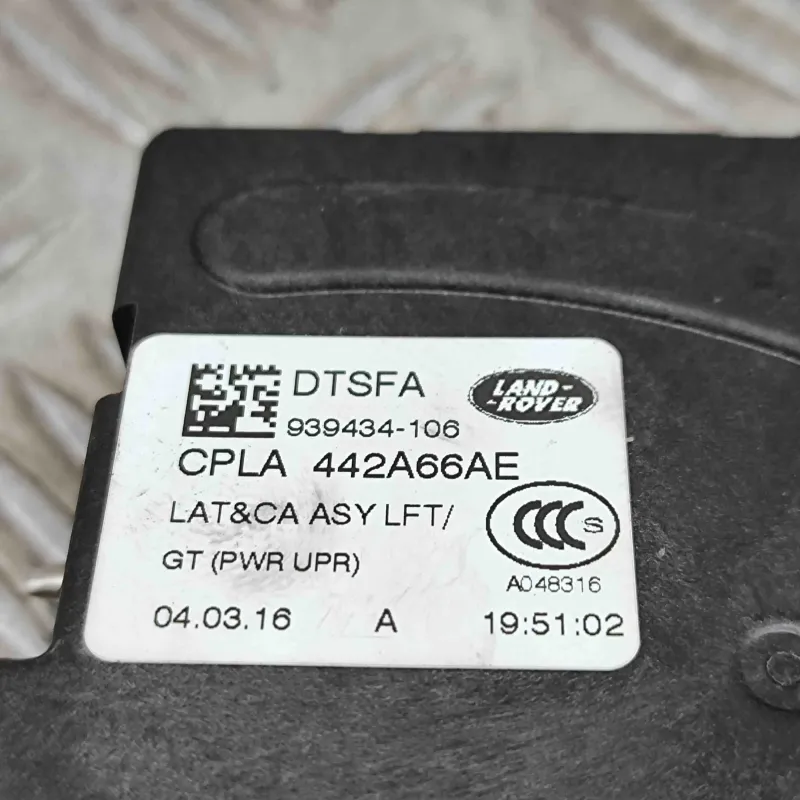 DTSFA
LAND-
-ROVER
939434-106
CPLA 442A66AE
LAT&CA ASY LFT/
GT (PWR UPR)
CCC S
A048316
04.03.16 A 19:51:02